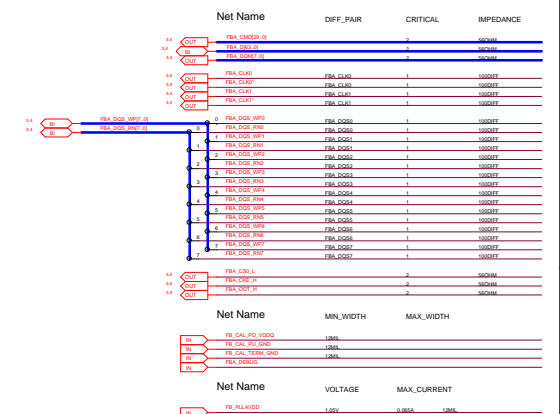 Net Name DIFF_PAIR CRITICAL IMPEDANCE
3,4 OUT FBA_CMD[29..0] 2 56OHM
3,4 BI FBA_D[63..0] 2 56OHM
3,4 OUT FBA_DQM[7..0] 2 56OHM
3,4 OUT FBA_CLK0 FBA_CLK0 1 100DIFF
3,4 OUT FBA_CLK0* FBA_CLK0 1 100DIFF
3,4 OUT FBA_CLK1 FBA_CLK1 1 100DIFF
3,4 OUT FBA_CLK1* FBA_CLK1 1 100DIFF
3,4 BI FBA_DQS_WP[7..0] 0 FBA_DQS_WP0 FBA_DQS0 1 100DIFF
3,4 BI FBA_DQS_RN[7..0] 0 FBA_DQS_RN0 FBA_DQS0 1 100DIFF
1 FBA_DQS_WP1 FBA_DQS1 1 100DIFF
1 FBA_DQS_RN1 FBA_DQS1 1 100DIFF
2 FBA_DQS_WP2 FBA_DQS2 1 100DIFF
2 FBA_DQS_RN2 FBA_DQS2 1 100DIFF
3 FBA_DQS_WP3 FBA_DQS3 1 100DIFF
3 FBA_DQS_RN3 FBA_DQS3 1 100DIFF
4 FBA_DQS_WP4 FBA_DQS4 1 100DIFF
4 FBA_DQS_RN4 FBA_DQS4 1 100DIFF
5 FBA_DQS_WP5 FBA_DQS5 1 100DIFF
5 FBA_DQS_RN5 FBA_DQS5 1 100DIFF
6 FBA_DQS_WP6 FBA_DQS6 1 100DIFF
6 FBA_DQS_RN6 FBA_DQS6 1 100DIFF
7 FBA_DQS_WP7 FBA_DQS7 1 100DIFF
7 FBA_DQS_RN7 FBA_DQS7 1 100DIFF
3,4 OUT FBA_CS0_L 2 56OHM
3,4 OUT FBA_CKE_H 2 56OHM
3,4 OUT FBA_ODT_H 2 56OHM
Net Name MIN_WIDTH MAX_WIDTH
IN FB_CAL_PD_VDDQ 12MIL
IN FB_CAL_PU_GND 12MIL
IN FB_CAL_TERM_GND 12MIL
IN FBA_DEBUG
Net Name VOLTAGE MAX_CURRENT
IN FB_PLLAVDD 1.05V 0.065A 12MIL